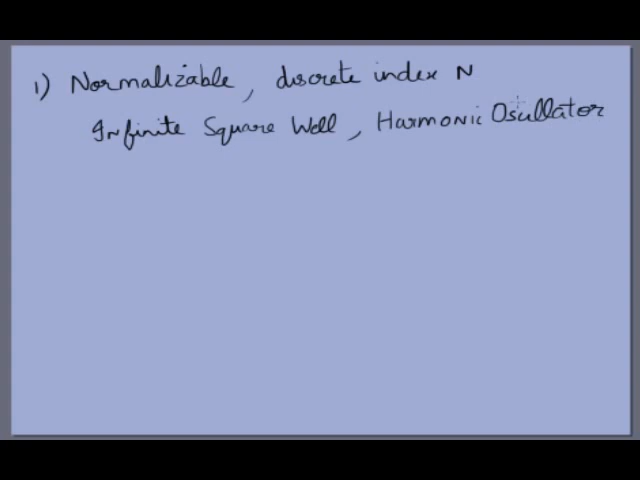 1) Normalizable, discrete index N
Infinite Square Well, Harmonic Oscillator